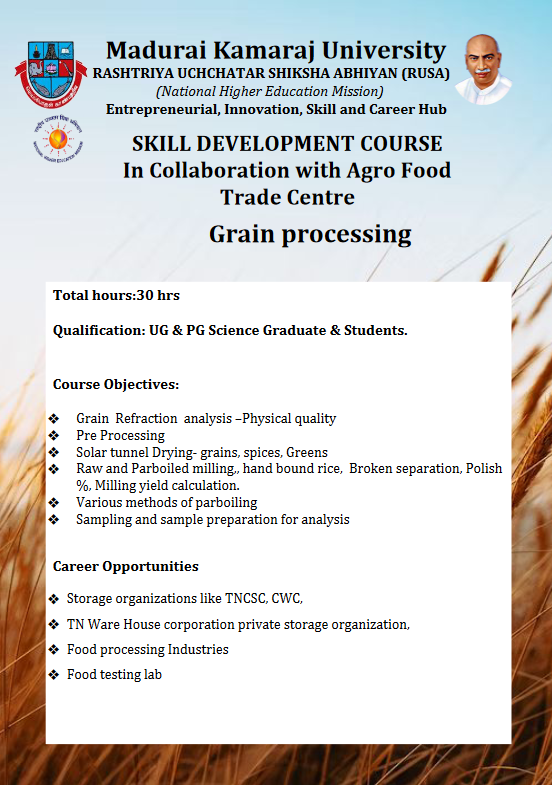 Madurai Kamaraj University
RASHTRIYA UCHCHATAR SHIKSHA ABHIYAN (RUSA)
(National Higher Education Mission)
Entrepreneurial, Innovation, Skill and Career Hub
SKILL DEVELOPMENT COURSE
In Collaboration with Agro Food
Trade Centre
Grain processing
Total hours:30 hrs
Qualification: UG & PG Science Graduate & Students.
Course Objectives:
❖ Grain Refraction analysis –Physical quality
❖ Pre Processing
❖ Solar tunnel Drying- grains, spices, Greens
❖ Raw and Parboiled milling,, hand bound rice, Broken separation, Polish
%, Milling yield calculation.
❖ Various methods of parboiling
❖ Sampling and sample preparation for analysis
Career Opportunities
❖ Storage organizations like TNCSC, CWC,
❖ TN Ware House corporation private storage organization,
❖ Food processing Industries
❖ Food testing lab